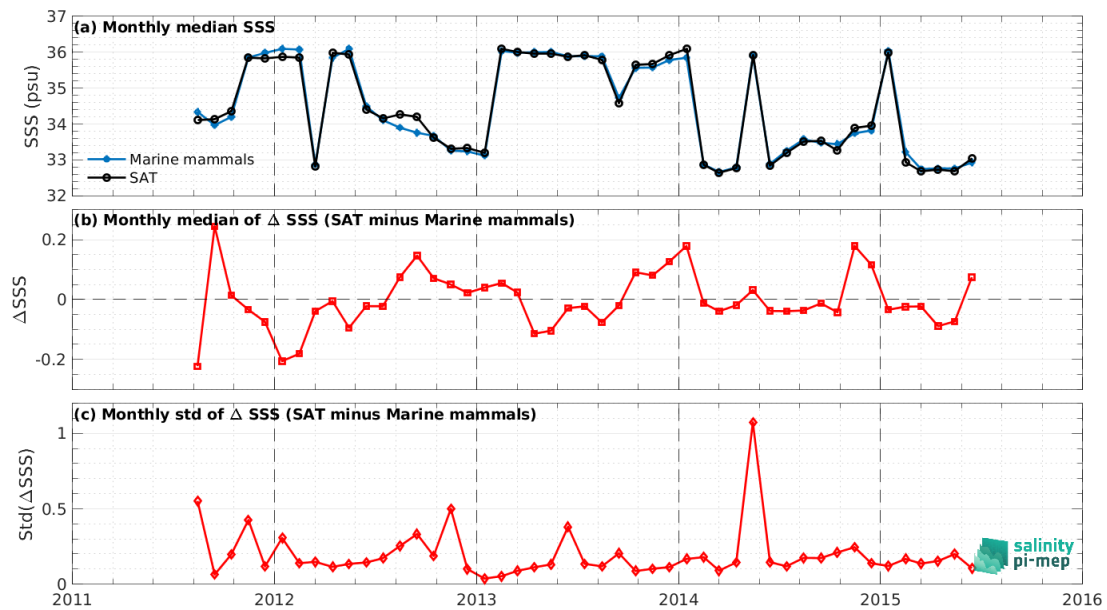 (a) Monthly median SSS
37
36
35
34
33
32
SSS (psu)
Marine mammals
SAT
(b) Monthly median of Δ SSS (SAT minus Marine mammals)
0.2
0
-0.2
ΔSSS
(c) Monthly std of Δ SSS (SAT minus Marine mammals)
1
0.5
0
Std(ΔSSS)
salinity
pi-mep
2011 2012 2013 2014 2015 2016